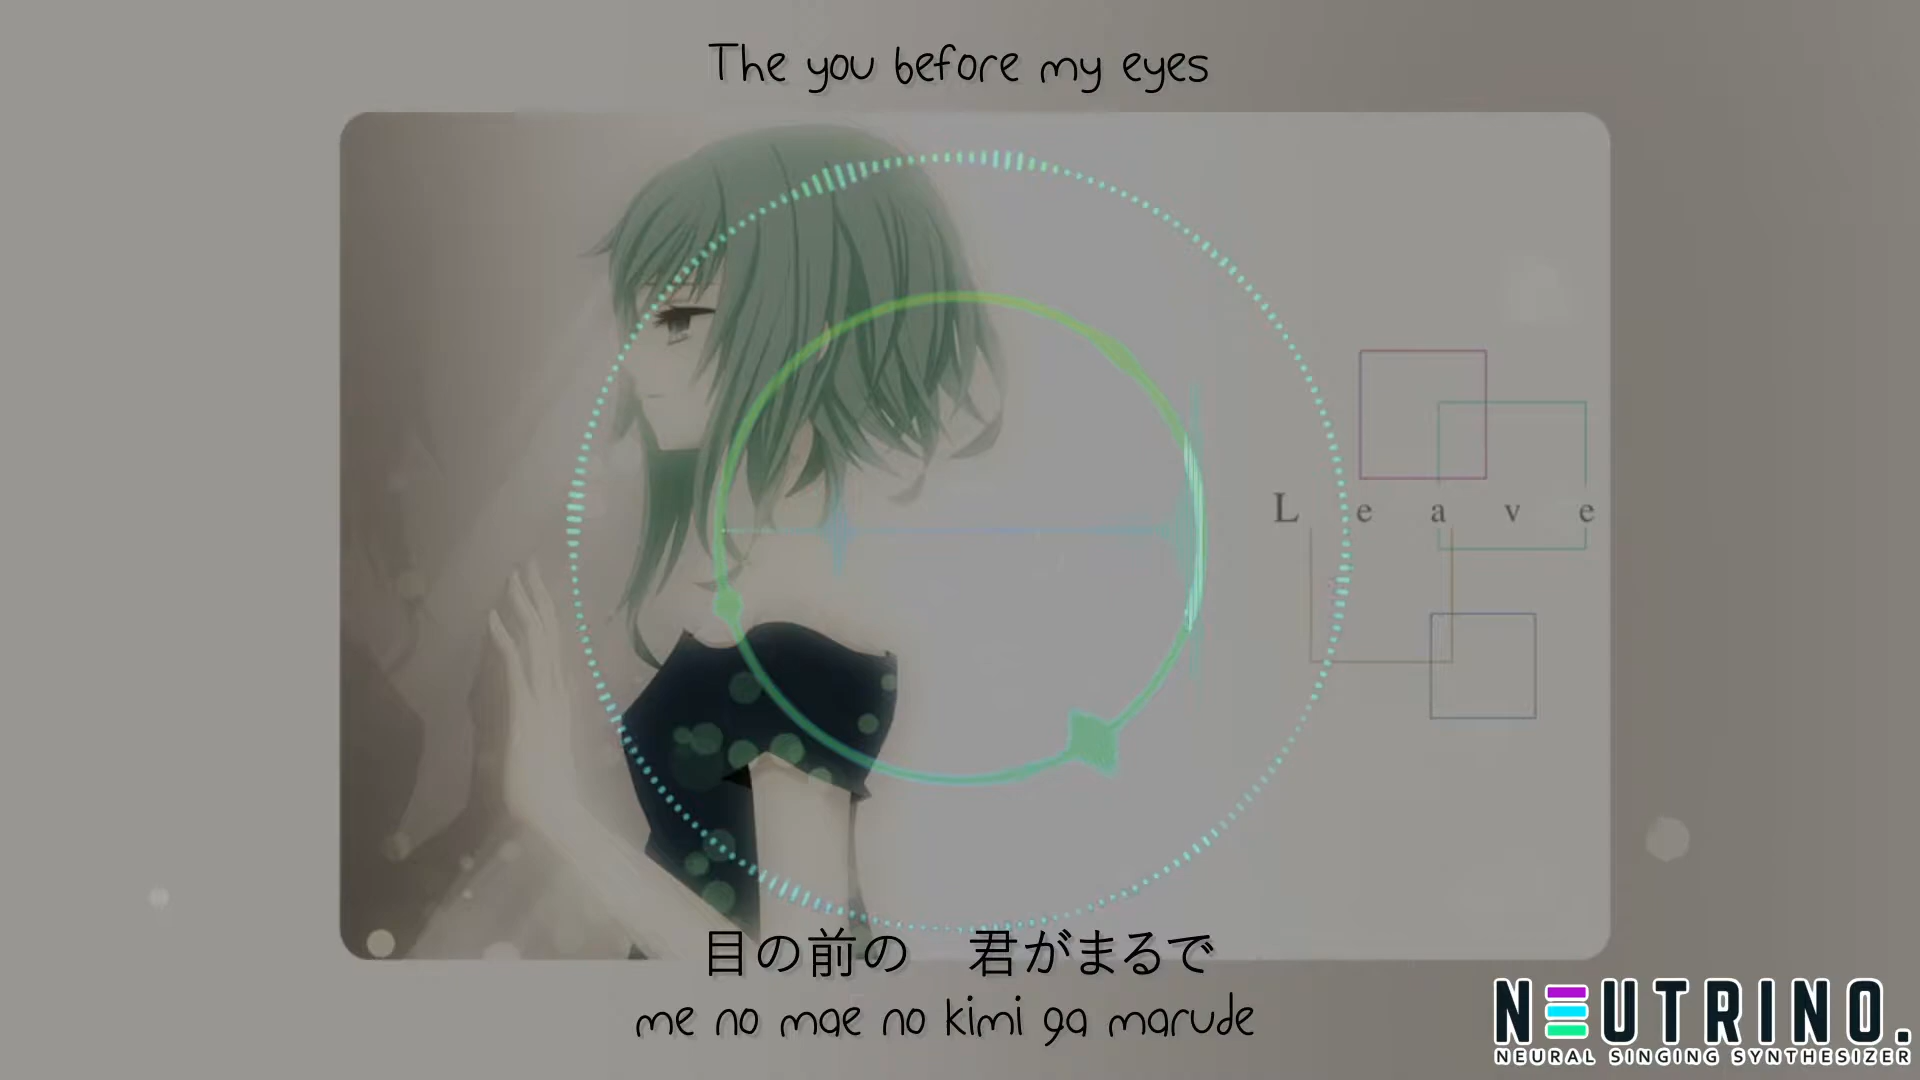 The you before my eyes
L e a v e
目の前の　君がまるで
me no mae no kimi ga marude
NEUTRINO.
NEURAL SINGING SYNTHESIZER